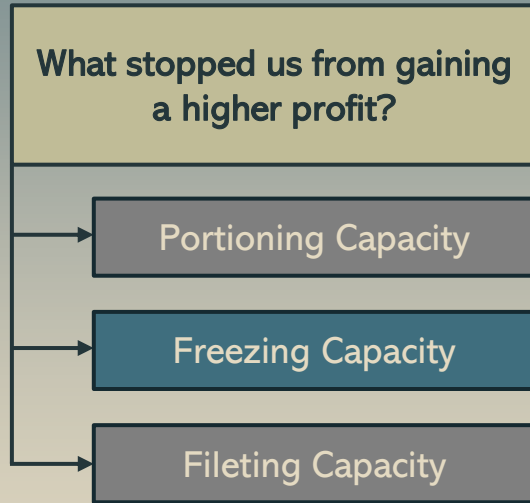 What stopped us from gaining
a higher profit?
Portioning Capacity
Freezing Capacity
Fileting Capacity